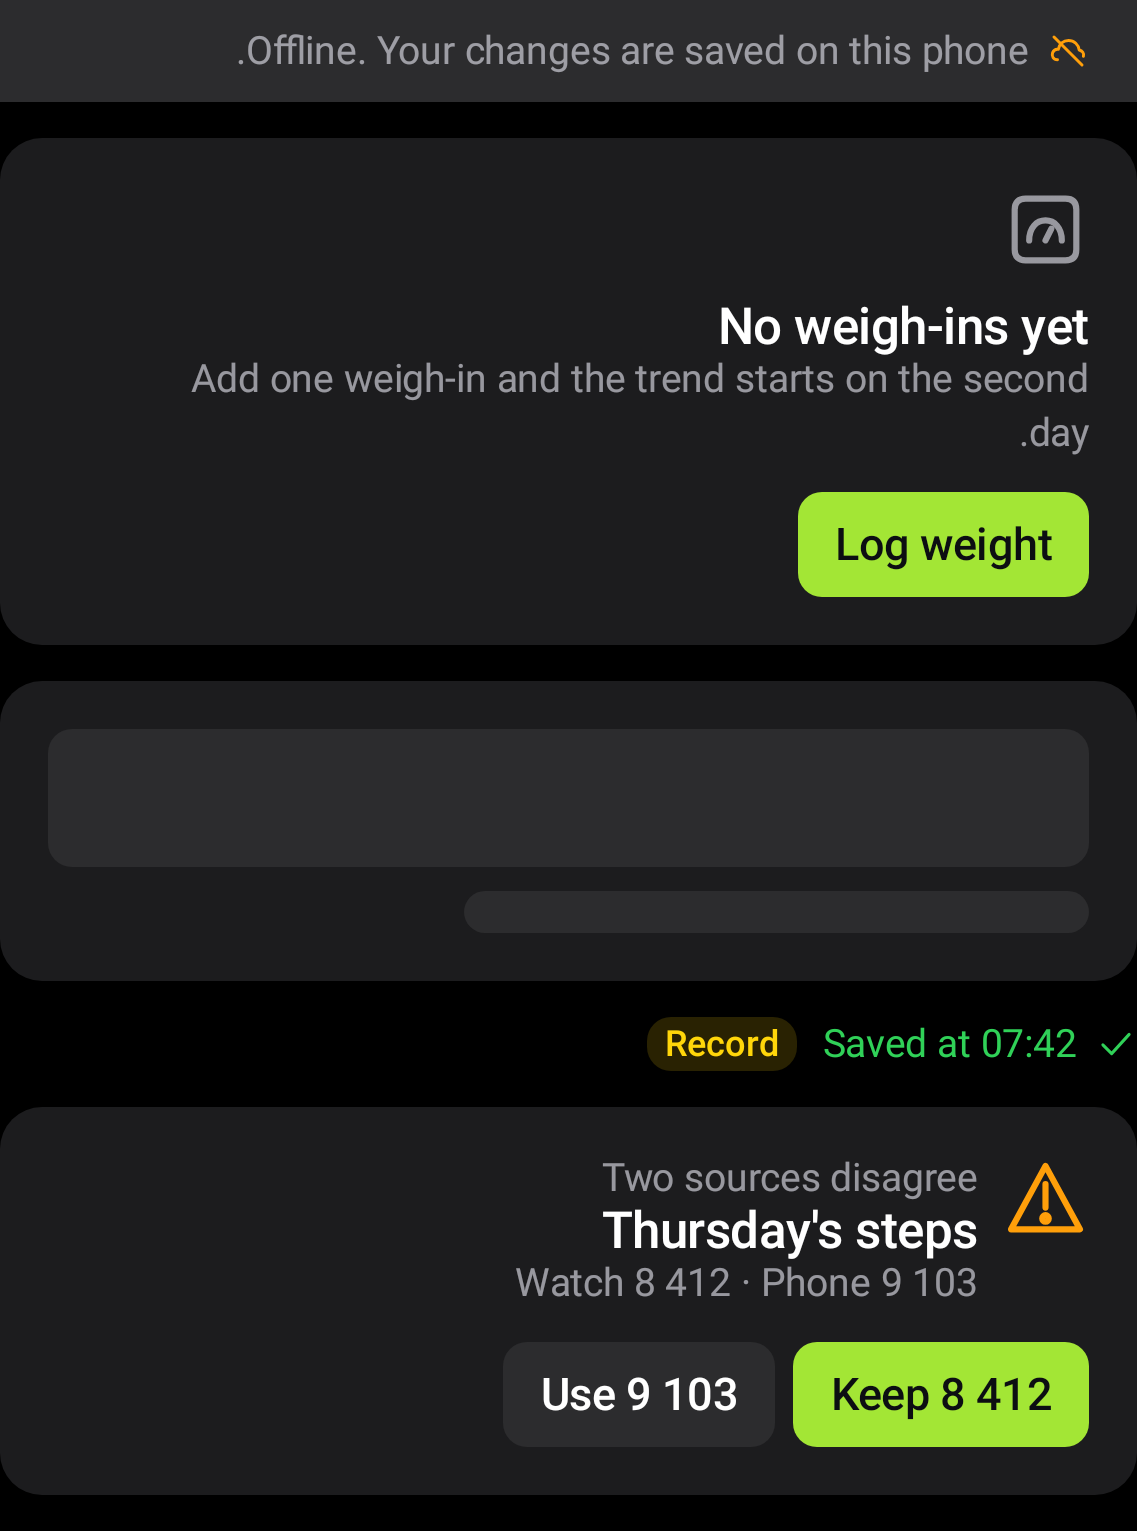 .Offline. Your changes are saved on this phone
No weigh-ins yet
Add one weigh-in and the trend starts on the second
.day
Log weight
Saved at 07:42
Record
Two sources disagree
Thursday's steps
Watch 8 412 · Phone 9 103
Keep 8 412
Use 9 103